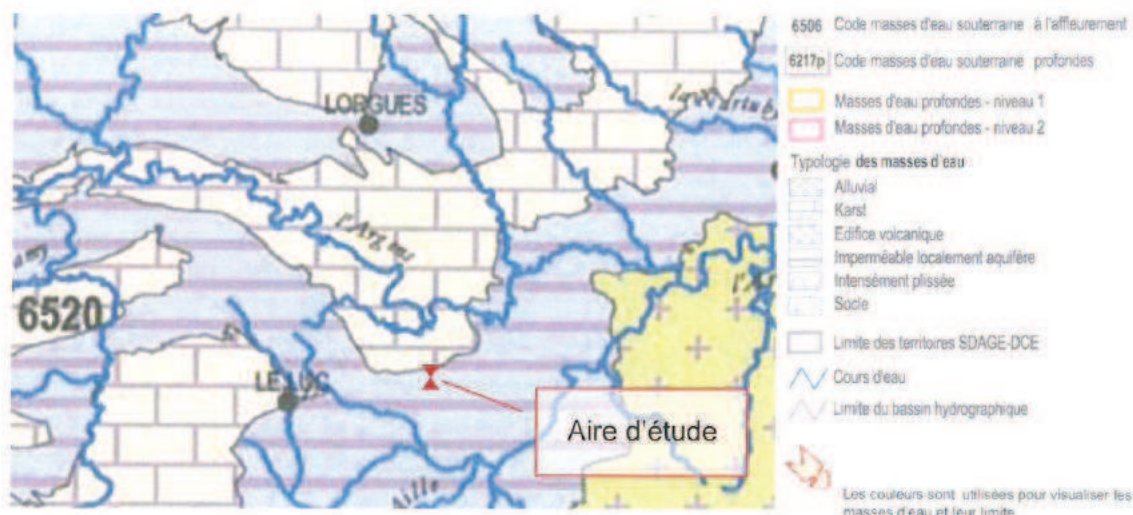 LORGUES
l'Argens
6520
LE LUC
Aille
Aire d'étude
6506 Code masses d'eau souterraine à l'affleurement
6217p Code masses d'eau souterraine profondes
Masses d'eau profondes - niveau 1
Masses d'eau profondes - niveau 2
Typologie des masses d'eau
Alluvial
Karst
Edifice volcanique
Imperméable localement aquifère
Intensément plissée
Socle
Limite des territoires SDAGE-DCE
Cours d'eau
Limite du bassin hydrographique
Les couleurs sont utilisées pour visualiser les
masses d'eau et leur limite